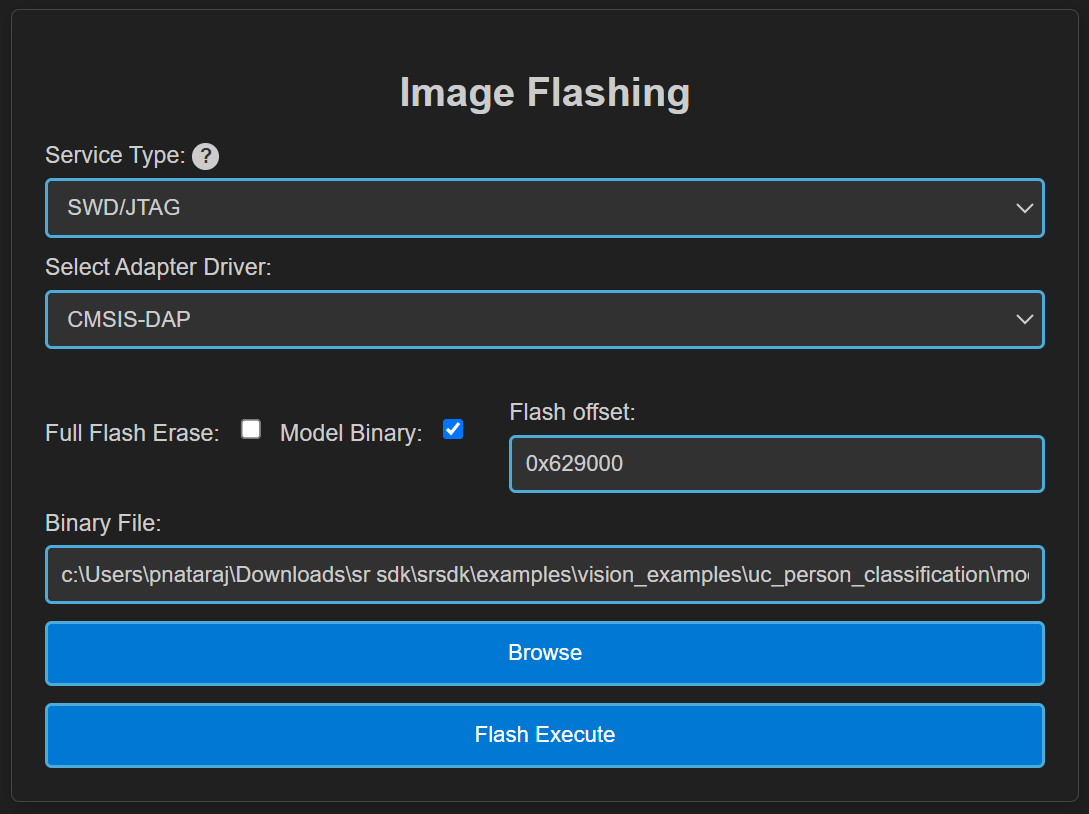 Image Flashing
Service Type: ?
SWD/JTAG
Select Adapter Driver:
CMSIS-DAP
Full Flash Erase: Model Binary:
Flash offset:
0x629000
Binary File:
c:\Users\pnataraj\Downloads\sr sdk\srsdk\examples\vision_examples\uc_person_classification\mo
Browse
Flash Execute